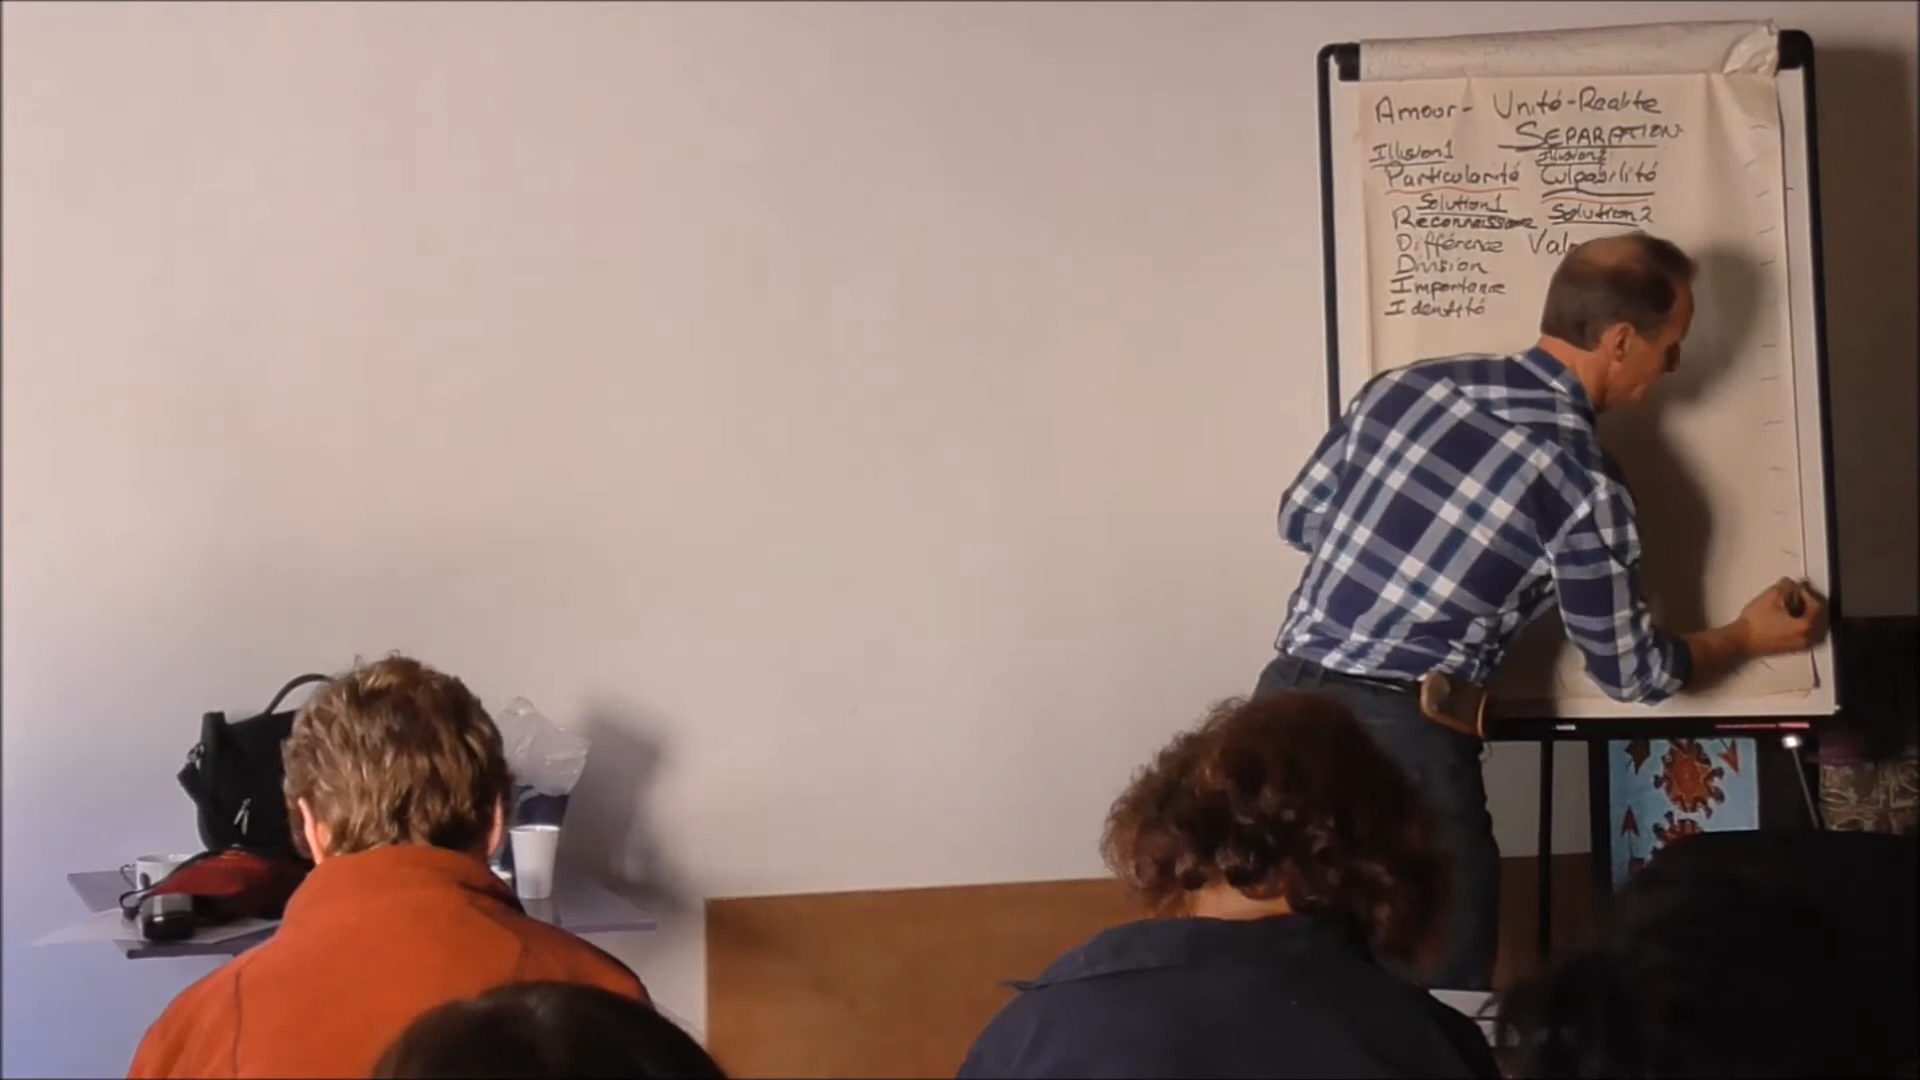 Amour - Unité - Realite
SEPARATION
Illusion1 Illusion2
Particularité Culpabilité
Solution1 Solution2
Reconnaissance
Différence
Division
Importance
Identité